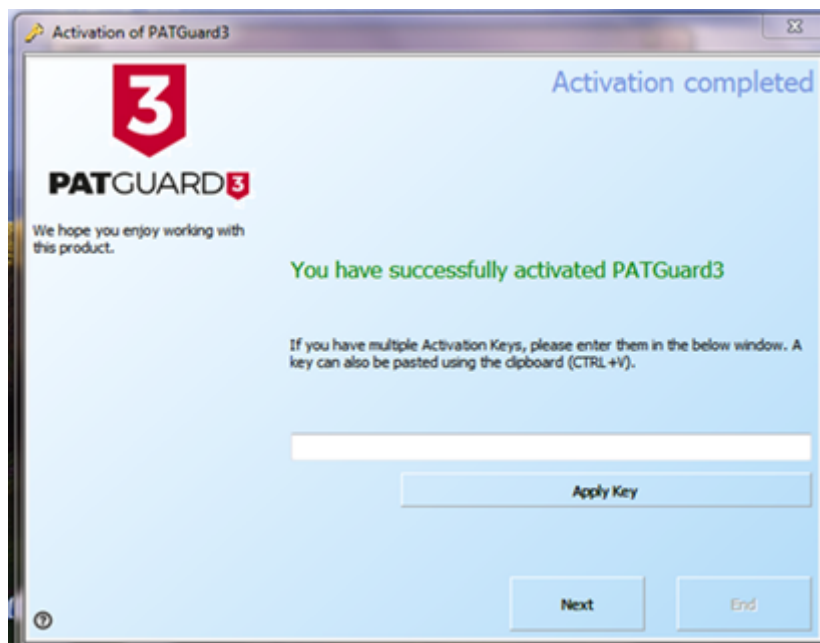 Activation of PATGuard3
Activation completed
3
PATGUARD3
We hope you enjoy working with
this product.
You have successfully activated PATGuard3
If you have multiple Activation Keys, please enter them in the below window. A
key can also be pasted using the clipboard (CTRL+V).
Apply Key
Next
End
?